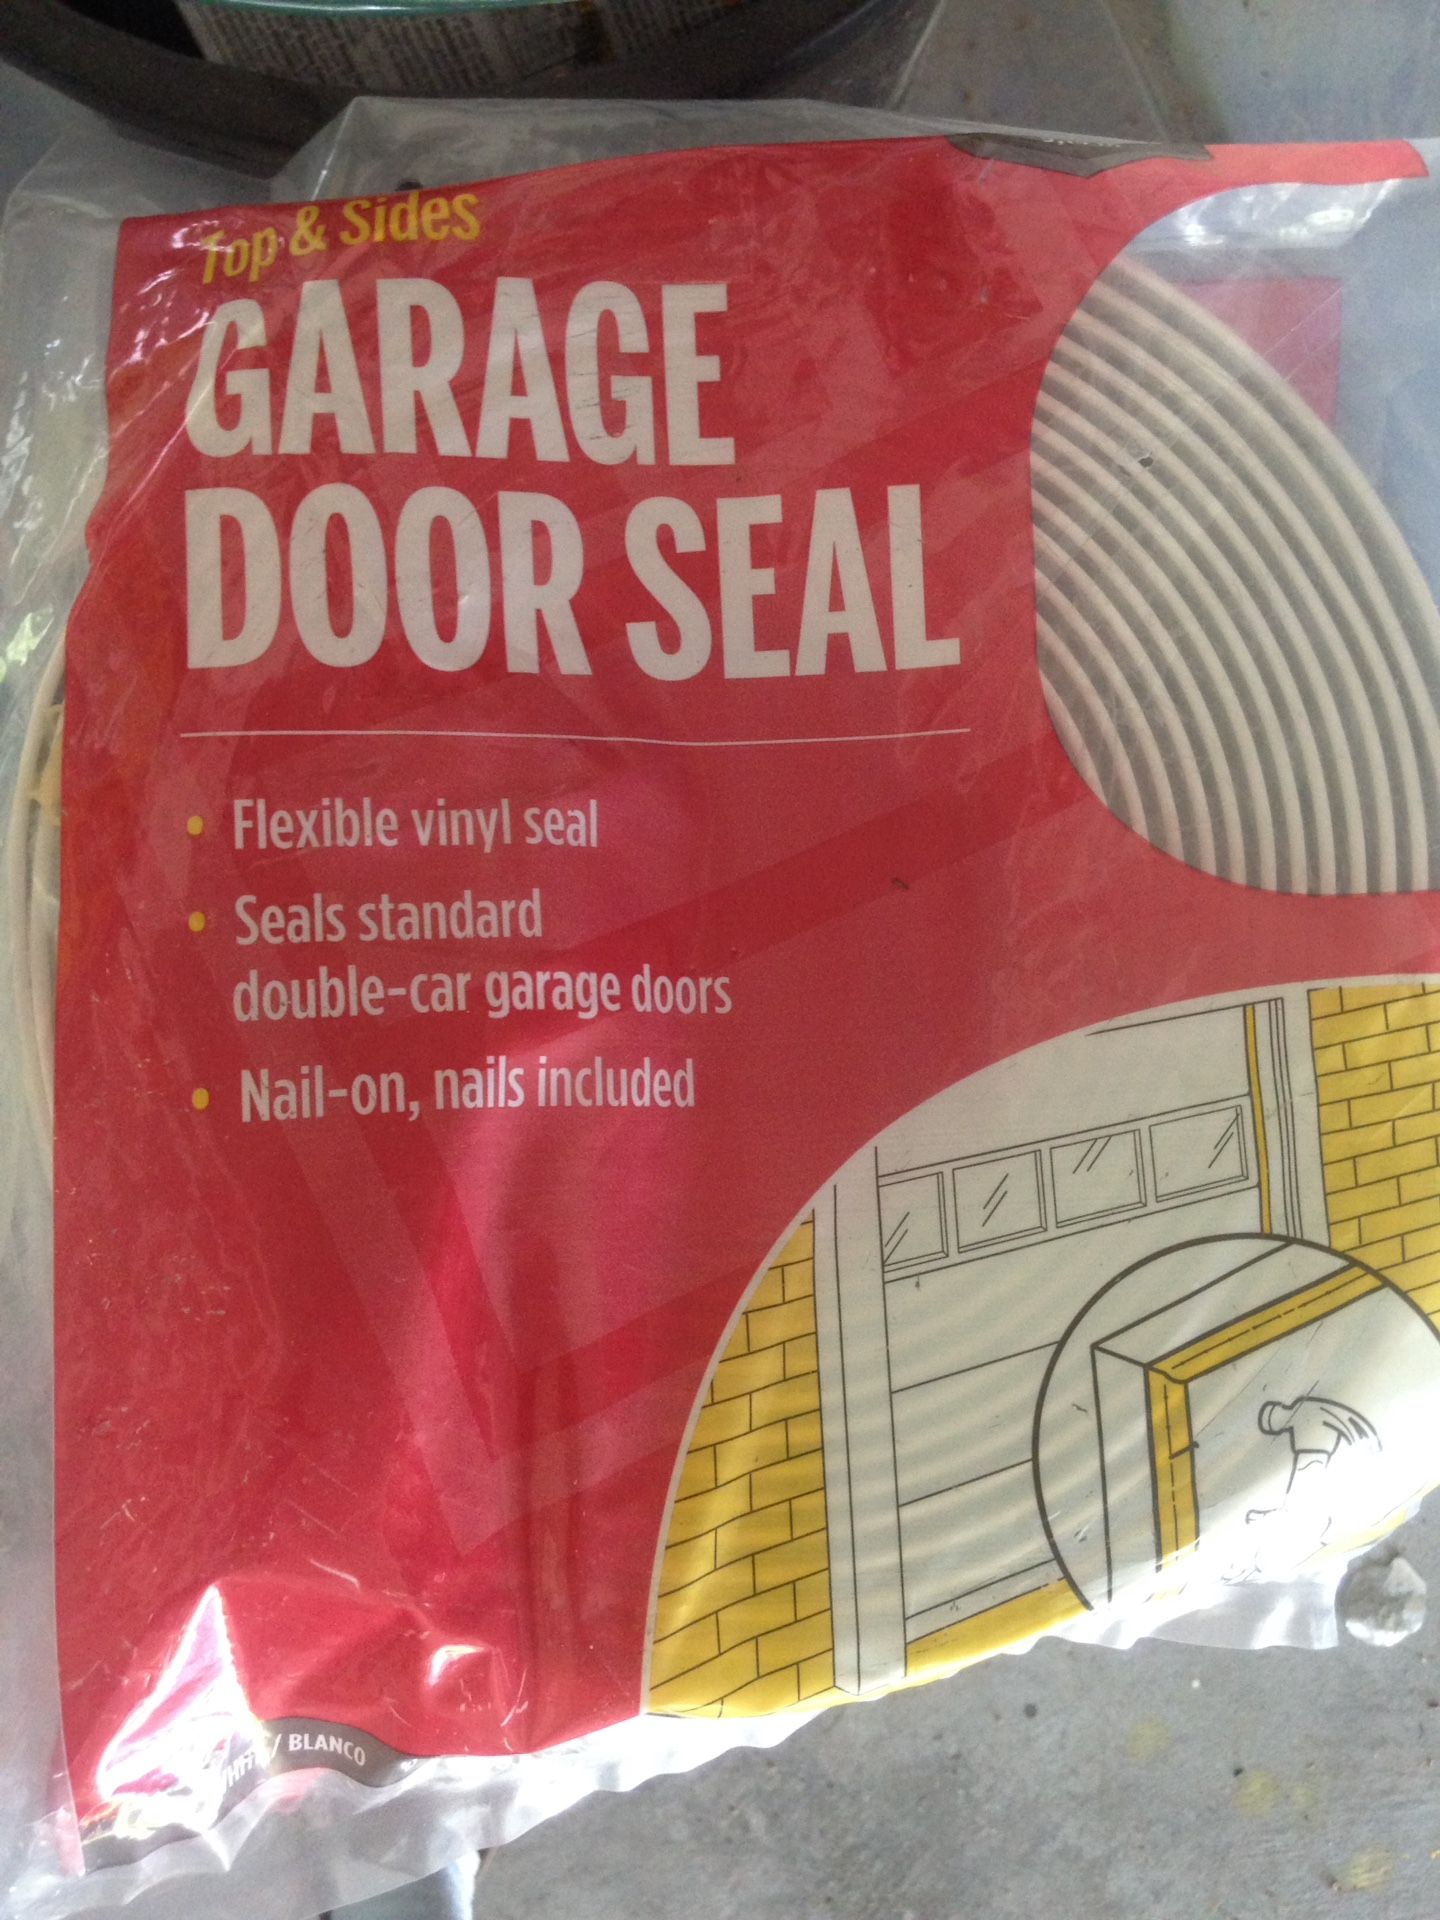 Top & Sides
GARAGE
DOOR SEAL
• Flexible vinyl seal
• Seals standard
double-car garage doors
• Nail-on, nails included
WHITE/ BLANCO